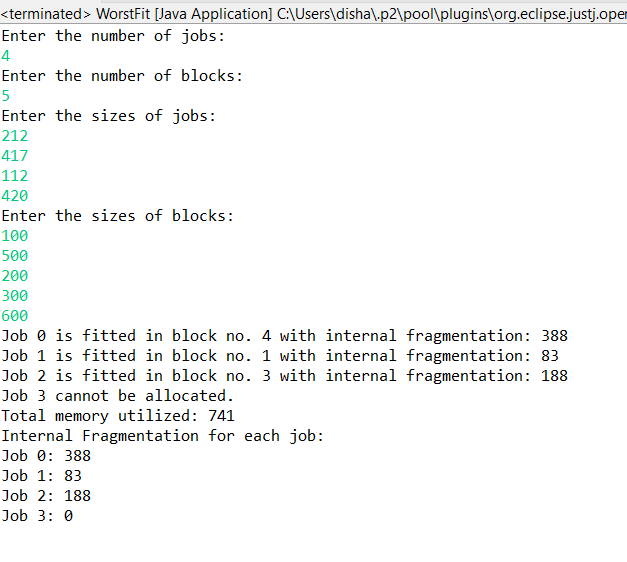 <terminated> WorstFit [Java Application] C:\Users\disha\.p2\pool\plugins\org.eclipse.justj.oper
Enter the number of jobs:
4
Enter the number of blocks:
5
Enter the sizes of jobs:
212
417
112
420
Enter the sizes of blocks:
100
500
200
300
600
Job 0 is fitted in block no. 4 with internal fragmentation: 388
Job 1 is fitted in block no. 1 with internal fragmentation: 83
Job 2 is fitted in block no. 3 with internal fragmentation: 188
Job 3 cannot be allocated.
Total memory utilized: 741
Internal Fragmentation for each job:
Job 0: 388
Job 1: 83
Job 2: 188
Job 3: 0